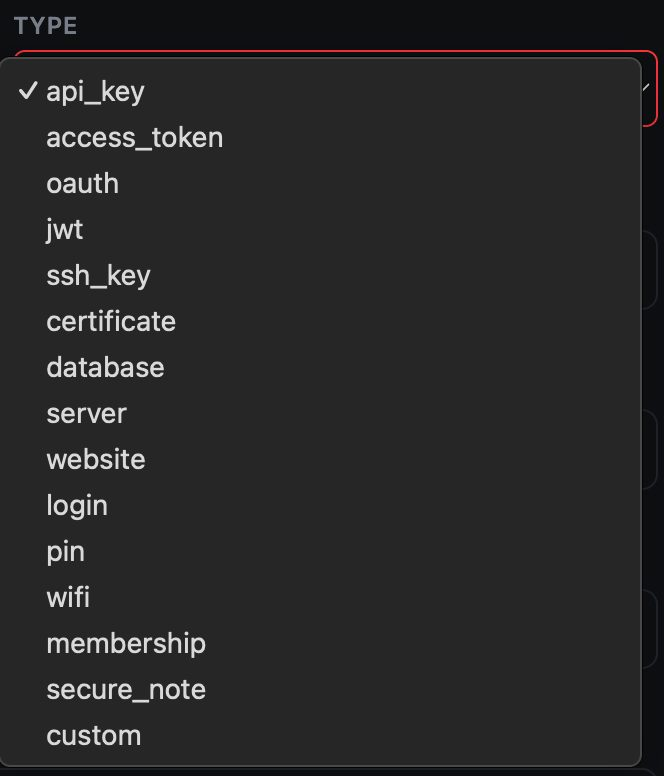 TYPE
✓ api_key
access_token
oauth
jwt
ssh_key
certificate
database
server
website
login
pin
wifi
membership
secure_note
custom